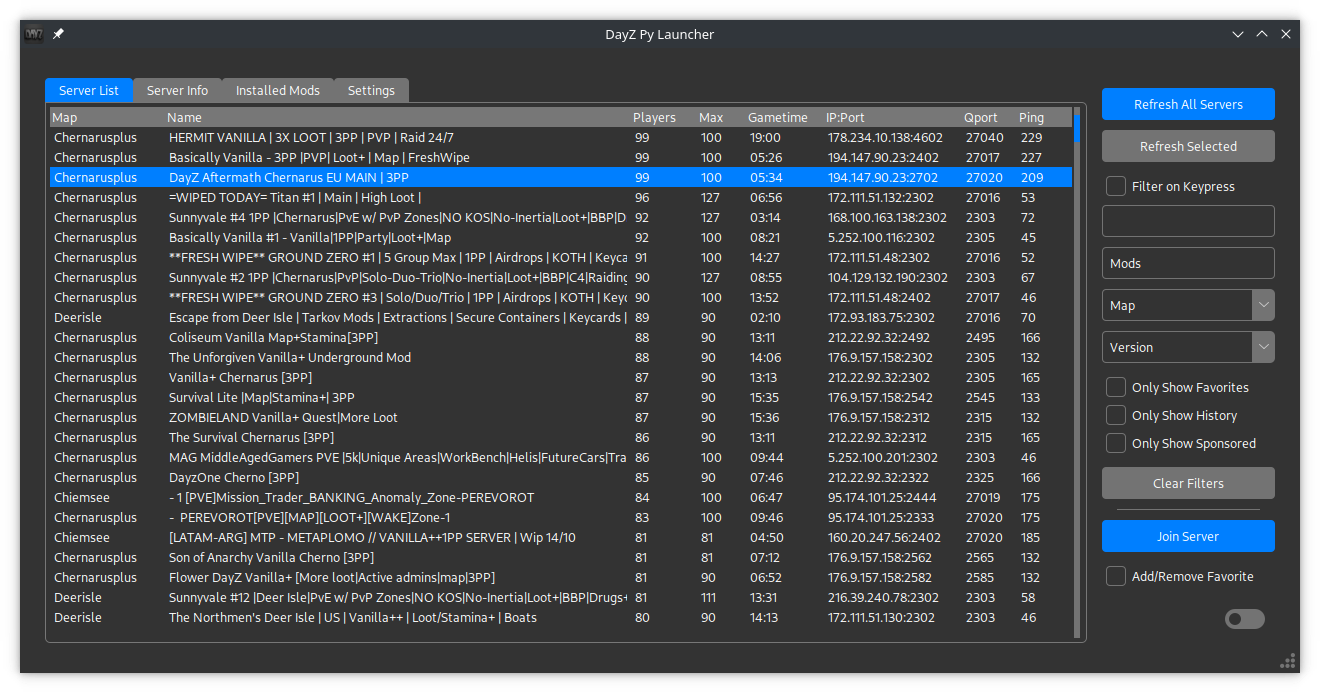 DayZ Py Launcher
Server List Server Info Installed Mods Settings
Map Name Players Max Gametime IP:Port Qport Ping
Chernarusplus HERMIT VANILLA | 3X LOOT | 3PP | PVP | Raid 24/7 99 100 19:00 178.234.10.138:4602 27040 229
Chernarusplus Basically Vanilla - 3PP |PVP| Loot+ | Map | FreshWipe 99 100 05:26 194.147.90.23:2402 27017 227
Chernarusplus DayZ Aftermath Chernarus EU MAIN | 3PP 99 100 05:34 194.147.90.23:2702 27020 209
Chernarusplus =WIPED TODAY= Titan #1 | Main | High Loot | 96 127 06:56 172.111.51.132:2302 27016 53
Chernarusplus Sunnyvale #4 1PP |Chernarus|PvE w/ PvP Zones|NO KOS|No-Inertia|Loot+|BBP|D 92 127 03:14 168.100.163.138:2302 2303 72
Chernarusplus Basically Vanilla #1 - Vanilla|1PP|Party|Loot+|Map 92 100 08:21 5.252.100.116:2302 2305 45
Chernarusplus **FRESH WIPE** GROUND ZERO #1 | 5 Group Max | 1PP | Airdrops | KOTH | Keyca 91 100 14:27 172.111.51.48:2302 27016 52
Chernarusplus Sunnyvale #2 1PP |Chernarus|PvP|Solo-Duo-Trio|No-Inertia|Loot+|BBP|C4|Raiding 90 127 08:55 104.129.132.190:2302 2303 67
Chernarusplus **FRESH WIPE** GROUND ZERO #3 | Solo/Duo/Trio | 1PP | Airdrops | KOTH | Keyc 90 100 13:52 172.111.51.48:2402 27017 46
Deerisle Escape from Deer Isle | Tarkov Mods | Extractions | Secure Containers | Keycards | 89 90 02:10 172.93.183.75:2302 27016 70
Chernarusplus Coliseum Vanilla Map+Stamina[3PP] 88 90 13:11 212.22.92.32:2492 2495 166
Chernarusplus The Unforgiven Vanilla+ Underground Mod 88 90 14:06 176.9.157.158:2302 2305 132
Chernarusplus Vanilla+ Chernarus [3PP] 87 90 13:13 212.22.92.32:2302 2305 165
Chernarusplus Survival Lite |Map|Stamina+| 3PP 87 90 15:35 176.9.157.158:2542 2545 133
Chernarusplus ZOMBIELAND Vanilla+ Quest|More Loot 87 90 15:36 176.9.157.158:2312 2315 132
Chernarusplus The Survival Chernarus [3PP] 86 90 13:11 212.22.92.32:2312 2315 165
Chernarusplus MAG MiddleAgedGamers PVE |5k|Unique Areas|WorkBench|Helis|FutureCars|Tra 86 100 09:44 5.252.100.201:2302 2303 46
Chernarusplus DayzOne Cherno [3PP] 85 90 07:46 212.22.92.32:2322 2325 166
Chiemsee - 1 [PVE]Mission_Trader_BANKING_Anomaly_Zone-PEREVOROT 84 100 06:47 95.174.101.25:2444 27019 175
Chernarusplus - PEREVOROT[PVE][MAP][LOOT+][WAKE]Zone-1 83 100 09:46 95.174.101.25:2333 27020 175
Chiemsee [LATAM-ARG] MTP - METAPLOMO // VANILLA++1PP SERVER | Wip 14/10 81 81 04:50 160.20.247.56:2402 27020 185
Chernarusplus Son of Anarchy Vanilla Cherno [3PP] 81 81 07:12 176.9.157.158:2562 2565 132
Chernarusplus Flower DayZ Vanilla+ [More loot|Active admins|map|3PP] 81 90 06:52 176.9.157.158:2582 2585 132
Deerisle Sunnyvale #12 |Deer Isle|PvE w/ PvP Zones|NO KOS|No-Inertia|Loot+|BBP|Drugs+ 81 111 13:31 216.39.240.78:2302 2303 58
Deerisle The Northmen's Deer Isle | US | Vanilla++ | Loot/Stamina+ | Boats 80 90 14:13 172.111.51.130:2302 2303 46
Refresh All Servers
Refresh Selected
Filter on Keypress
Mods
Map
Version
Only Show Favorites
Only Show History
Only Show Sponsored
Clear Filters
Join Server
Add/Remove Favorite